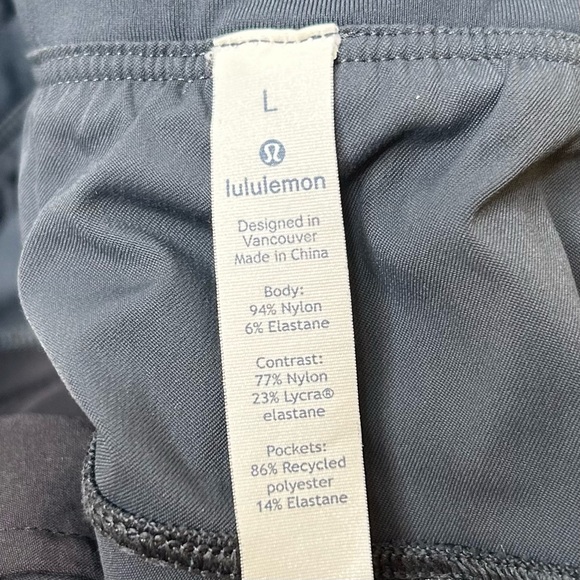 L
lululemon
Designed in
Vancouver
Made in China
Body:
94% Nylon
6% Elastane
Contrast:
77% Nylon
23% Lycra®
elastane
Pockets:
86% Recycled
polyester
14% Elastane